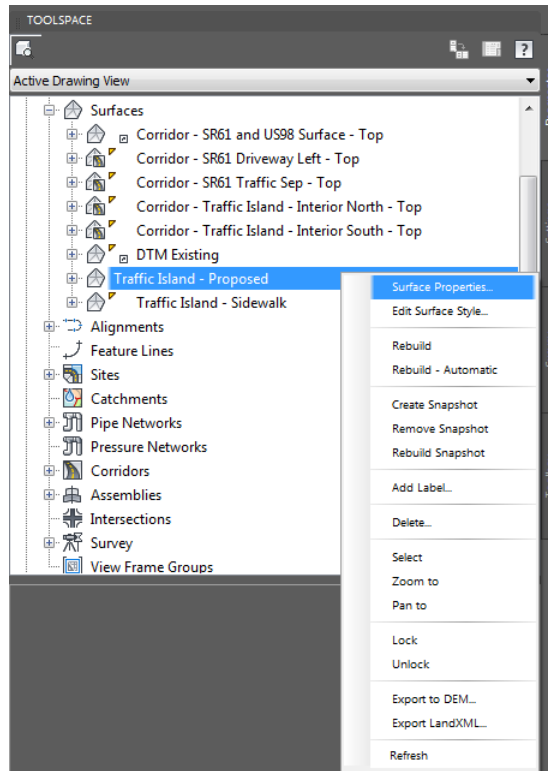 TOOLSPACE
Active Drawing View
Surfaces
Corridor - SR61 and US98 Surface - Top
Corridor - SR61 Driveway Left - Top
Corridor - SR61 Traffic Sep - Top
Corridor - Traffic Island - Interior North - Top
Corridor - Traffic Island - Interior South - Top
DTM Existing
Traffic Island - Proposed
Traffic Island - Sidewalk
Alignments
Feature Lines
Sites
Catchments
Pipe Networks
Pressure Networks
Corridors
Assemblies
Intersections
Survey
View Frame Groups
Surface Properties...
Edit Surface Style...
Rebuild
Rebuild - Automatic
Create Snapshot
Remove Snapshot
Rebuild Snapshot
Add Label...
Delete...
Select
Zoom to
Pan to
Lock
Unlock
Export to DEM...
Export LandXML...
Refresh